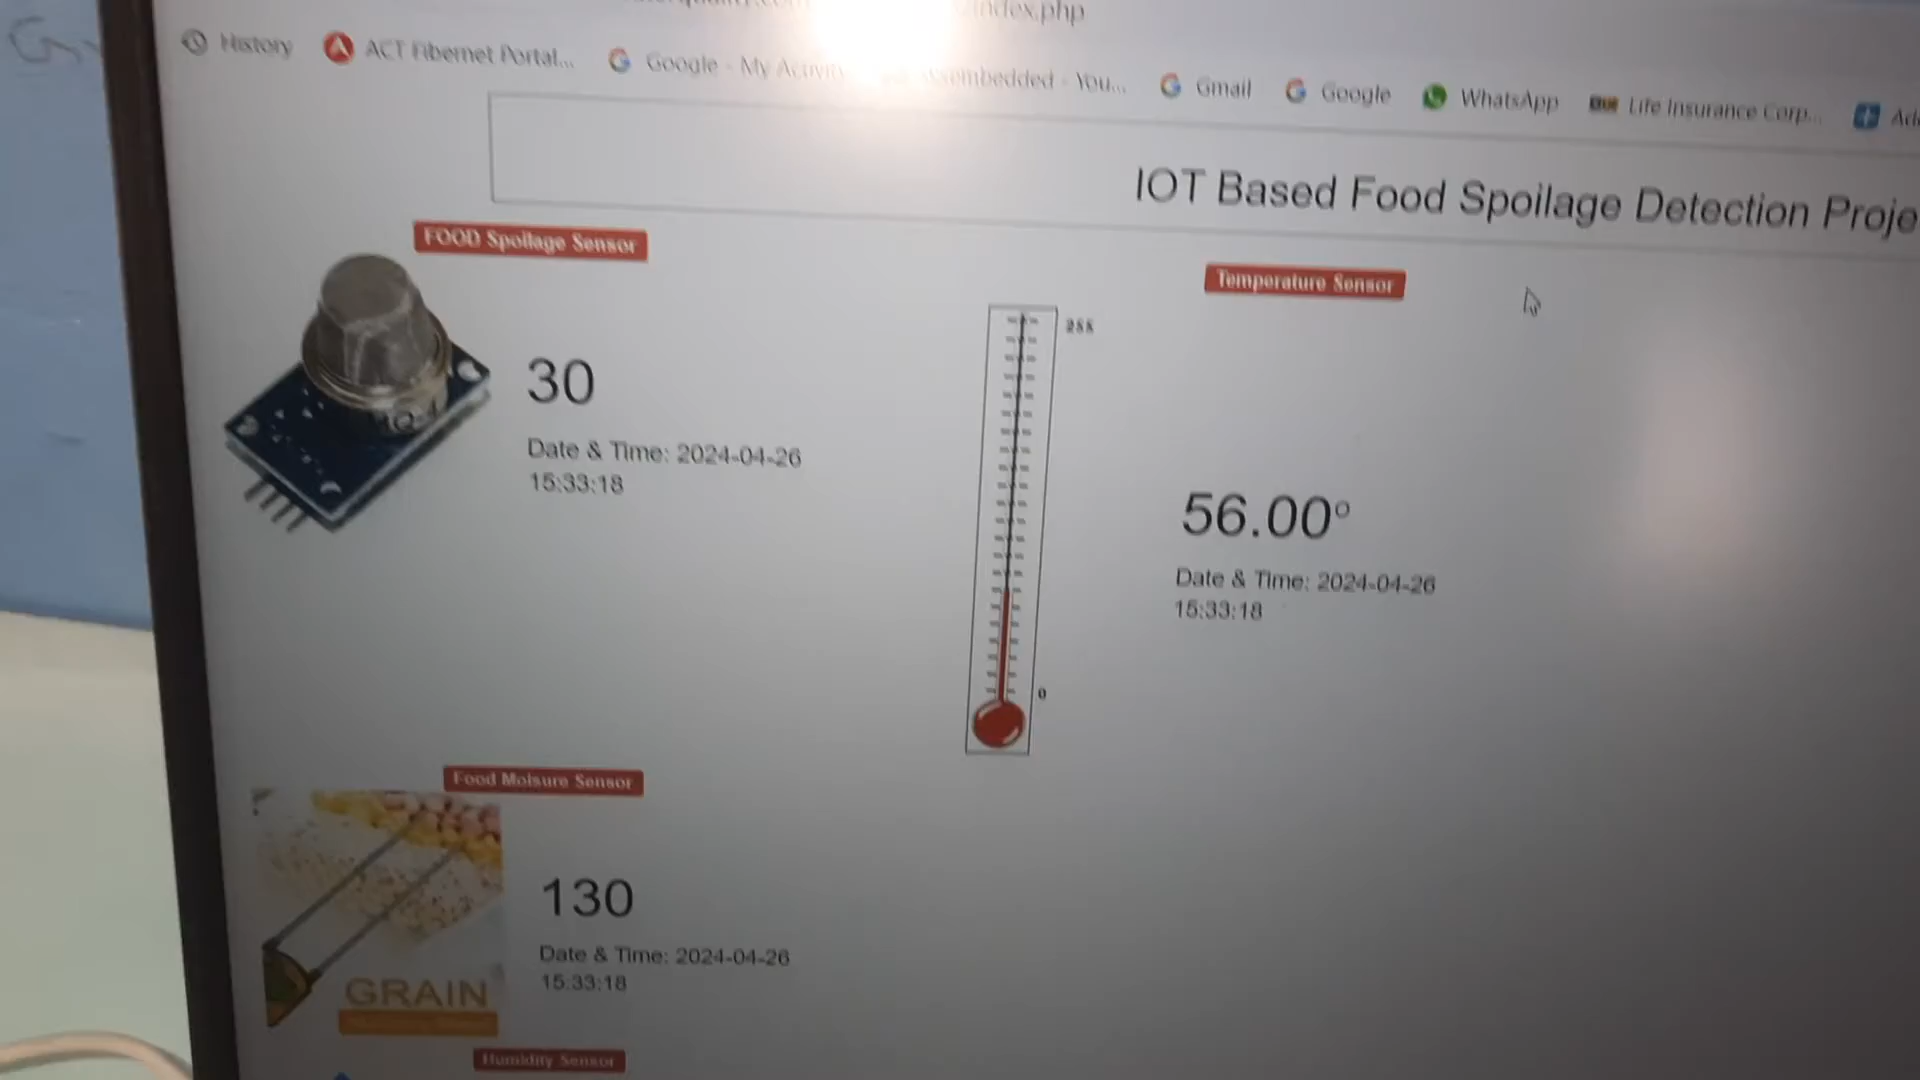 index.php
History ACT Fibernet Portal... Google - My Activity embedded - You... Gmail Google WhatsApp Life Insurance Corp...
IOT Based Food Spoilage Detection Proje
FOOD Spoilage Sensor
30
Date & Time: 2024-04-26
15:33:18
Temperature Sensor
255
0
56.00°
Date & Time: 2024-04-26
15:33:18
Food Moisure Sensor
GRAIN
130
Date & Time: 2024-04-26
15:33:18
Humidity Sensor